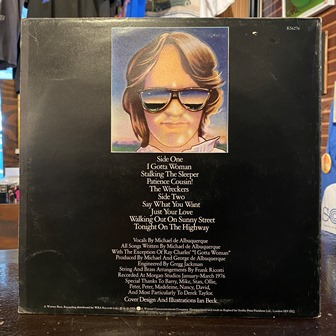 K56276
Side One
I Gotta Woman
Stalking The Sleeper
Patience Cousin!
The Wreckers
Side Two
Say What You Want
Just Your Love
Walking Out on Sunny Street
Tonight On The Highway
Vocals By Michael de Albuquerque
All Songs Written By Michael de Albuquerque
With The Exception Of Ray Charles' "I Gotta Woman"
Produced By Michael And George de Albuquerque
Engineered By Gregg Jackman
String And Brass Arrangements By Frank Ricotti
Recorded At Morgan Studios January-March 1976
Special Thanks To Barry, Mike, Stan, Ollie,
Peter, Peter, Madeleine, Nancy, David,
And Most Particularly To Derek Taylor.
Cover Design And Illustrations Ian Beck.